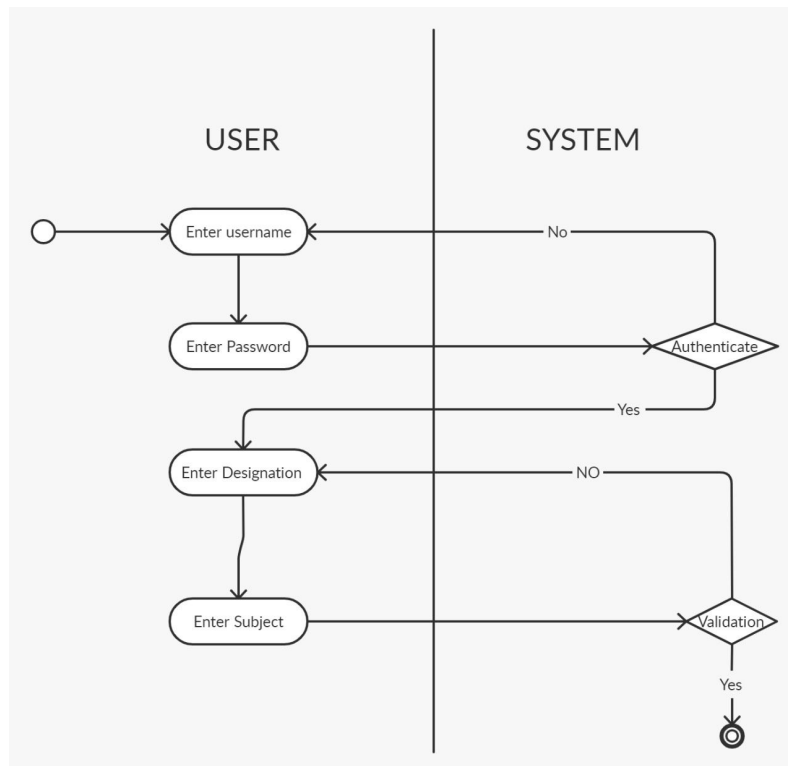 USER
SYSTEM
Enter username
No
Enter Password
Authenticate
Yes
Enter Designation
NO
Enter Subject
Validation
Yes